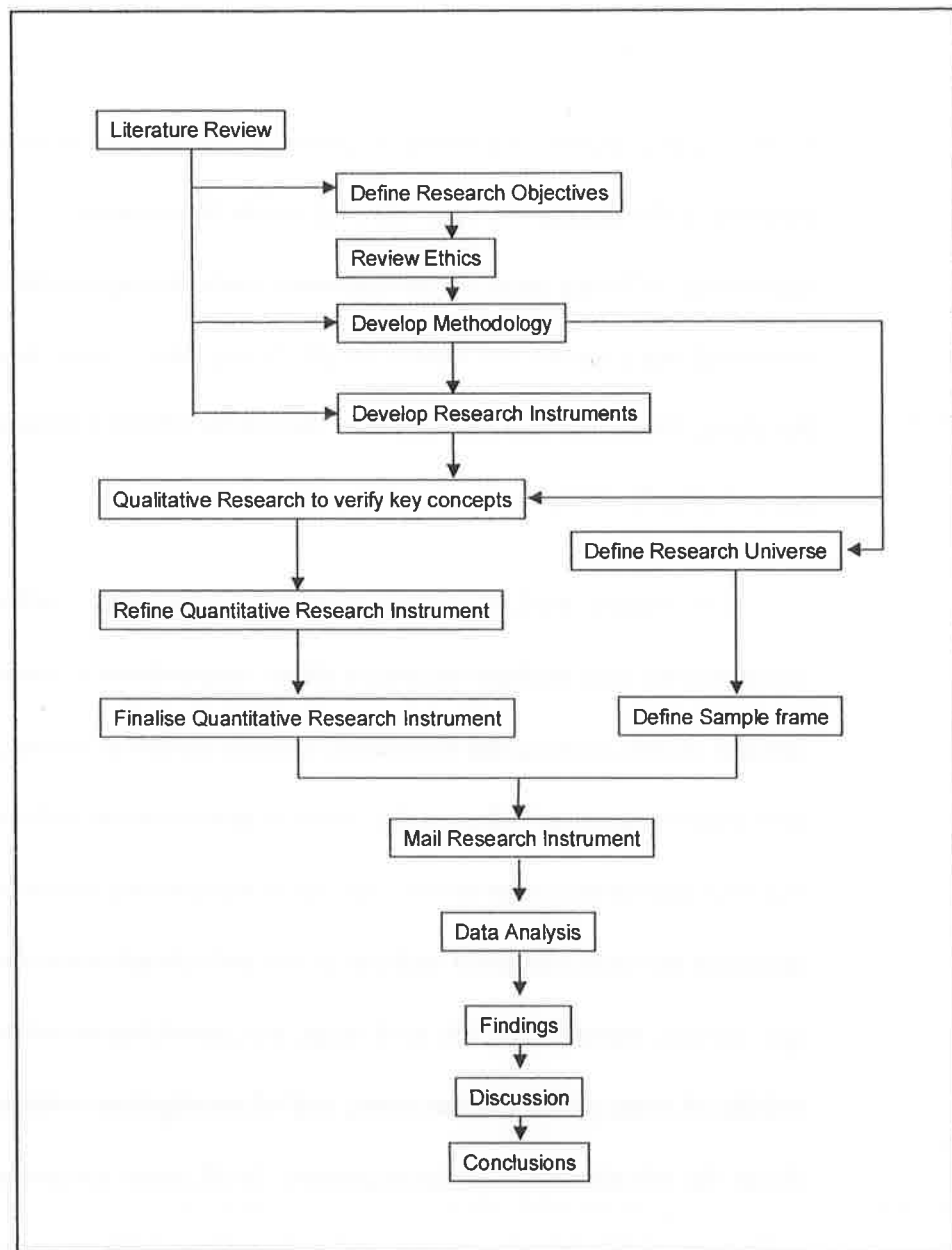 Literature Review
Define Research Objectives
Review Ethics
Develop Methodology
Develop Research Instruments
Qualitative Research to verify key concepts
Define Research Universe
Refine Quantitative Research Instrument
Finalise Quantitative Research Instrument
Define Sample frame
Mail Research Instrument
Data Analysis
Findings
Discussion
Conclusions